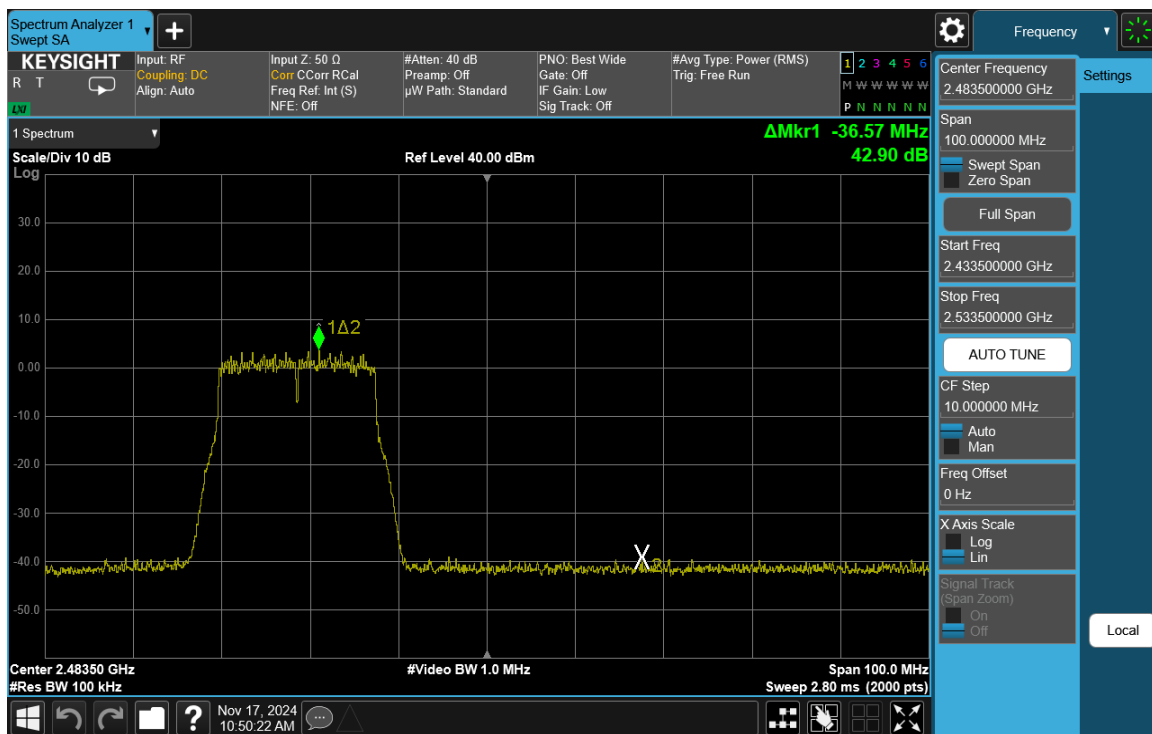 Spectrum Analyzer 1
Swept SA
+
Frequency
KEYSIGHT
R T
LXI
Input: RF
Coupling: DC
Align: Auto
Input Z: 50 Ω
Corr CCorr RCal
Freq Ref: Int (S)
NFE: Off
#Atten: 40 dB
Preamp: Off
µW Path: Standard
PNO: Best Wide
Gate: Off
IF Gain: Low
Sig Track: Off
#Avg Type: Power (RMS)
Trig: Free Run
1 2 3 4 5 6
M W W W W W
P N N N N N
1 Spectrum
Scale/Div 10 dB
Log
Ref Level 40.00 dBm
ΔMkr1 -36.57 MHz
42.90 dB
30.0
20.0
10.0
0.00
-10.0
-20.0
-30.0
-40.0
-50.0
1Δ2
X2
Center 2.48350 GHz
#Res BW 100 kHz
#Video BW 1.0 MHz
Span 100.0 MHz
Sweep 2.80 ms (2000 pts)
Center Frequency
2.483500000 GHz
Span
100.000000 MHz
Swept Span
Zero Span
Full Span
Start Freq
2.433500000 GHz
Stop Freq
2.533500000 GHz
AUTO TUNE
CF Step
10.000000 MHz
Auto
Man
Freq Offset
0 Hz
X Axis Scale
Log
Lin
Signal Track
(Span Zoom)
On
Off
Settings
Local
?
Nov 17, 2024
10:50:22 AM